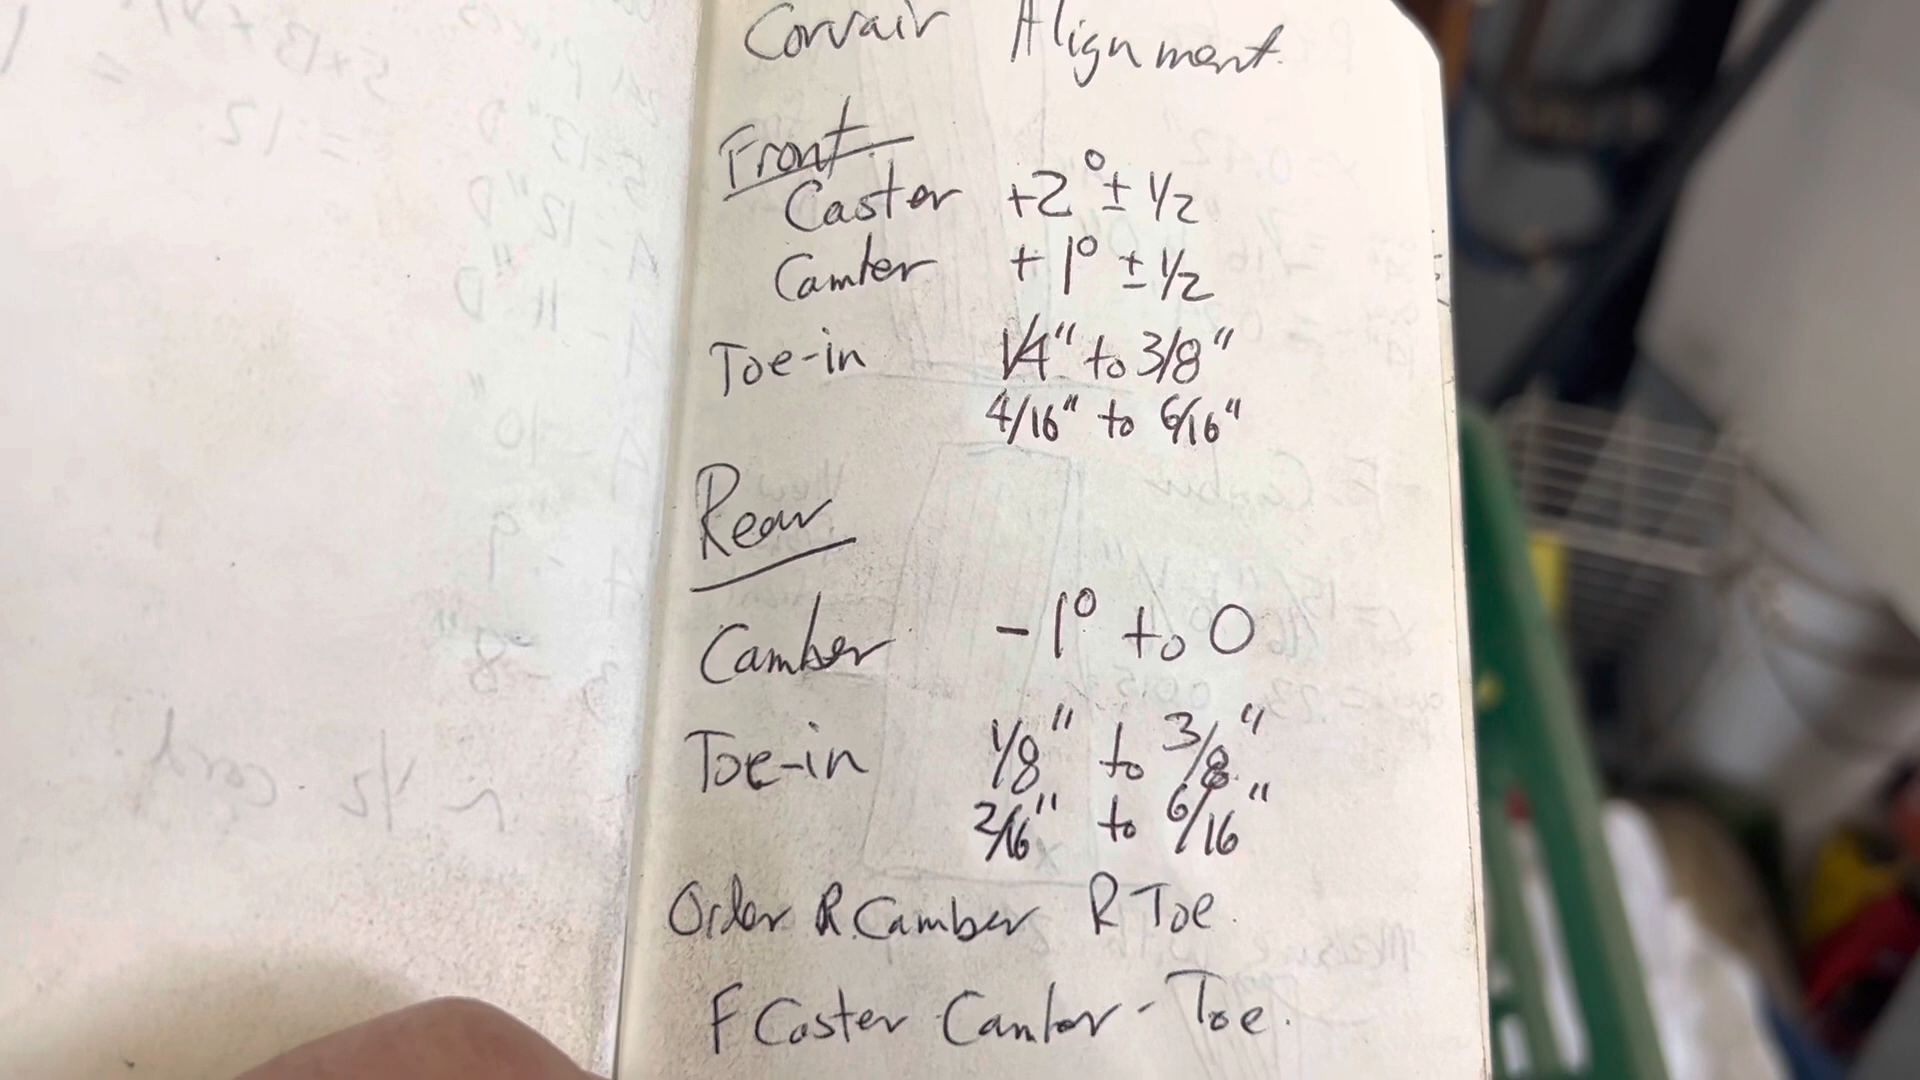 Corvair Alignment.
Front
Caster +2° ± 1/2
Camber +1° ± 1/2
Toe-in 1/4" to 3/8"
4/16" to 6/16"
Rear
Camber -1° to 0
Toe-in 1/8" to 3/8"
2/16" to 6/16"
Order R. Camber R Toe.
F Caster Camber - Toe.